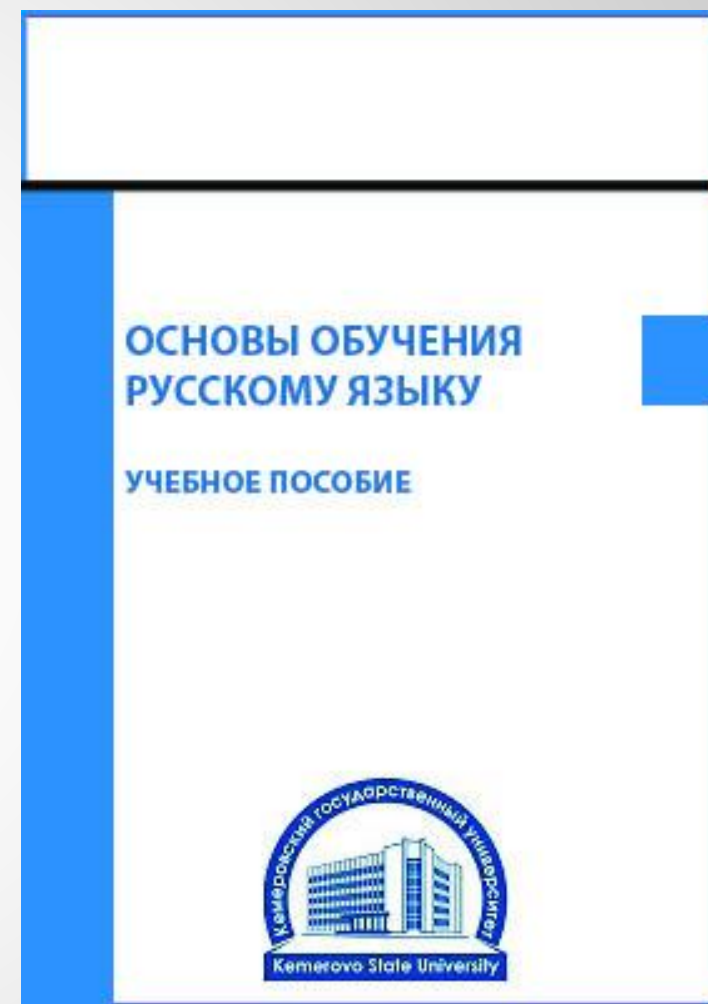 ОСНОВЫ ОБУЧЕНИЯ
РУССКОМУ ЯЗЫКУ
УЧЕБНОЕ ПОСОБИЕ
Кемеровский государственный университет
Kemerovo State University